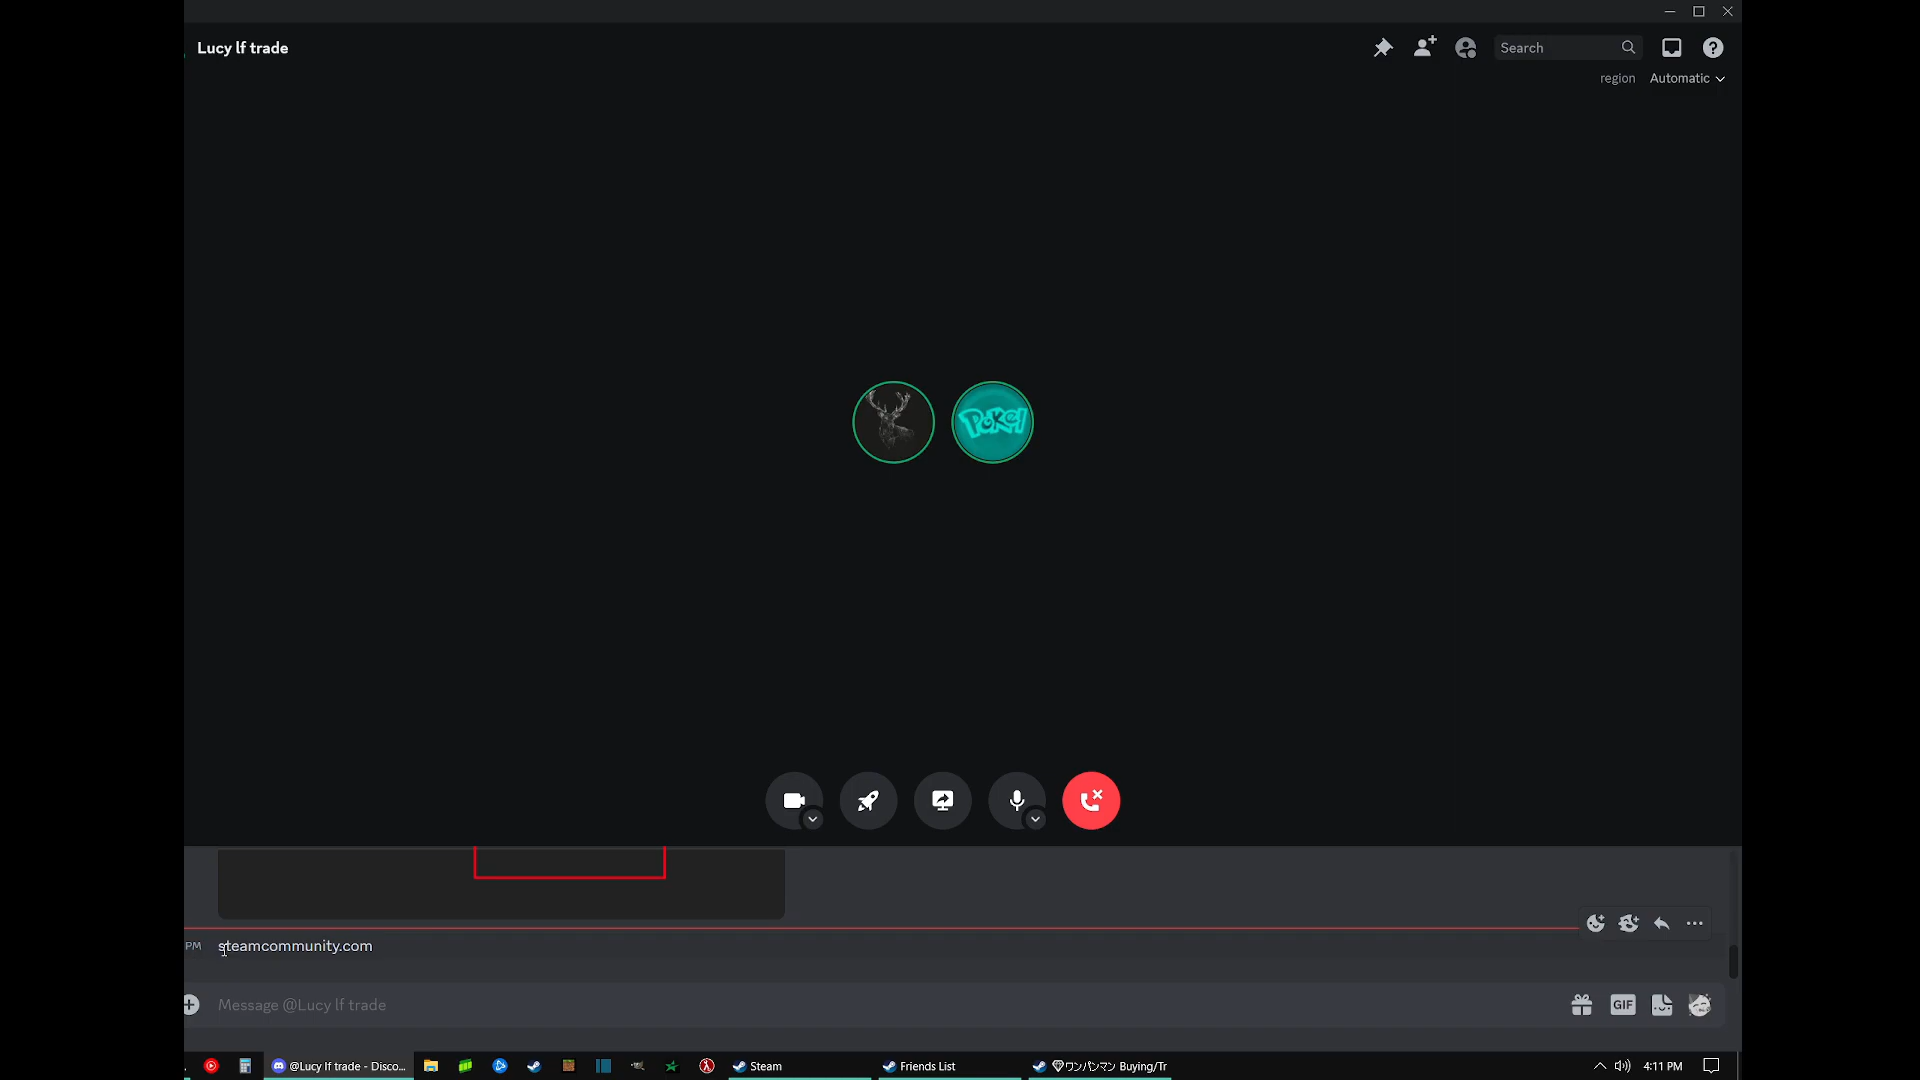 Lucy lf trade
Search
region Automatic
POKEI
PM steamcommunity.com
Message @Lucy lf trade
GIF
@Lucy lf trade - Disco...
Steam
Friends List
ワンパンマン Buying/Tr
4:11 PM